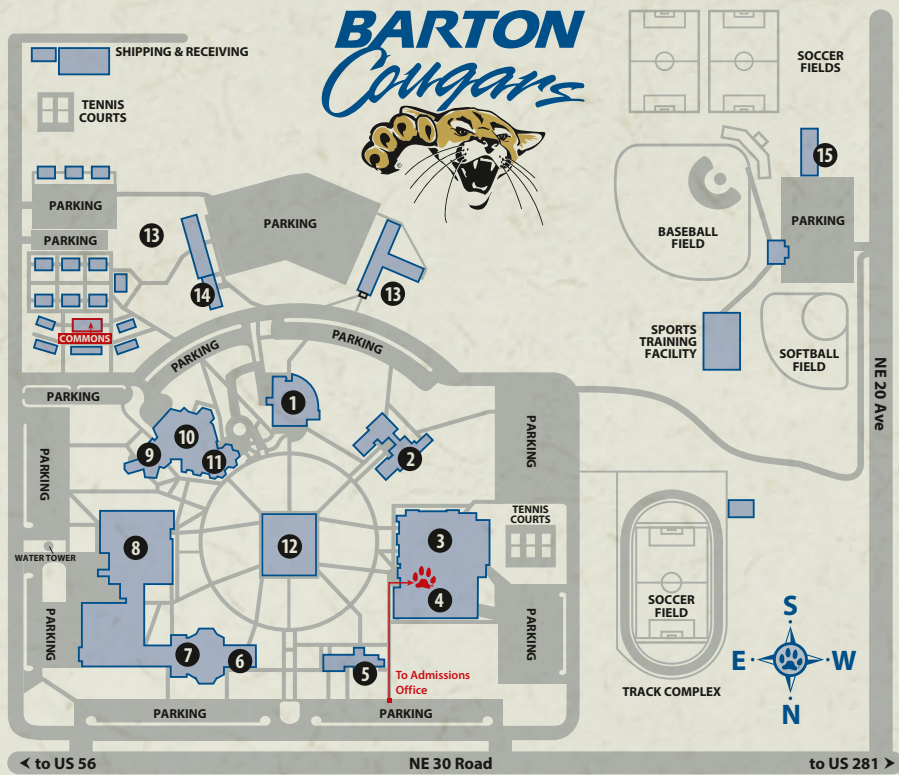 BARTON
Cougars
SHIPPING & RECEIVING
TENNIS
COURTS
SOCCER
FIELDS
15
PARKING
PARKING
13
PARKING
PARKING
BASEBALL
FIELD
PARKING
14
13
COMMONS
PARKING
PARKING
SPORTS
TRAINING
FACILITY
SOFTBALL
FIELD
NE 20 Ave
PARKING
1
10
9
11
2
PARKING
PARKING
TENNIS
COURTS
8
12
3
WATER TOWER
4
SOCCER
FIELD
PARKING
PARKING
7
6
5
To Admissions
Office
S
E
W
N
TRACK COMPLEX
PARKING
PARKING
to US 56
NE 30 Road
to US 281